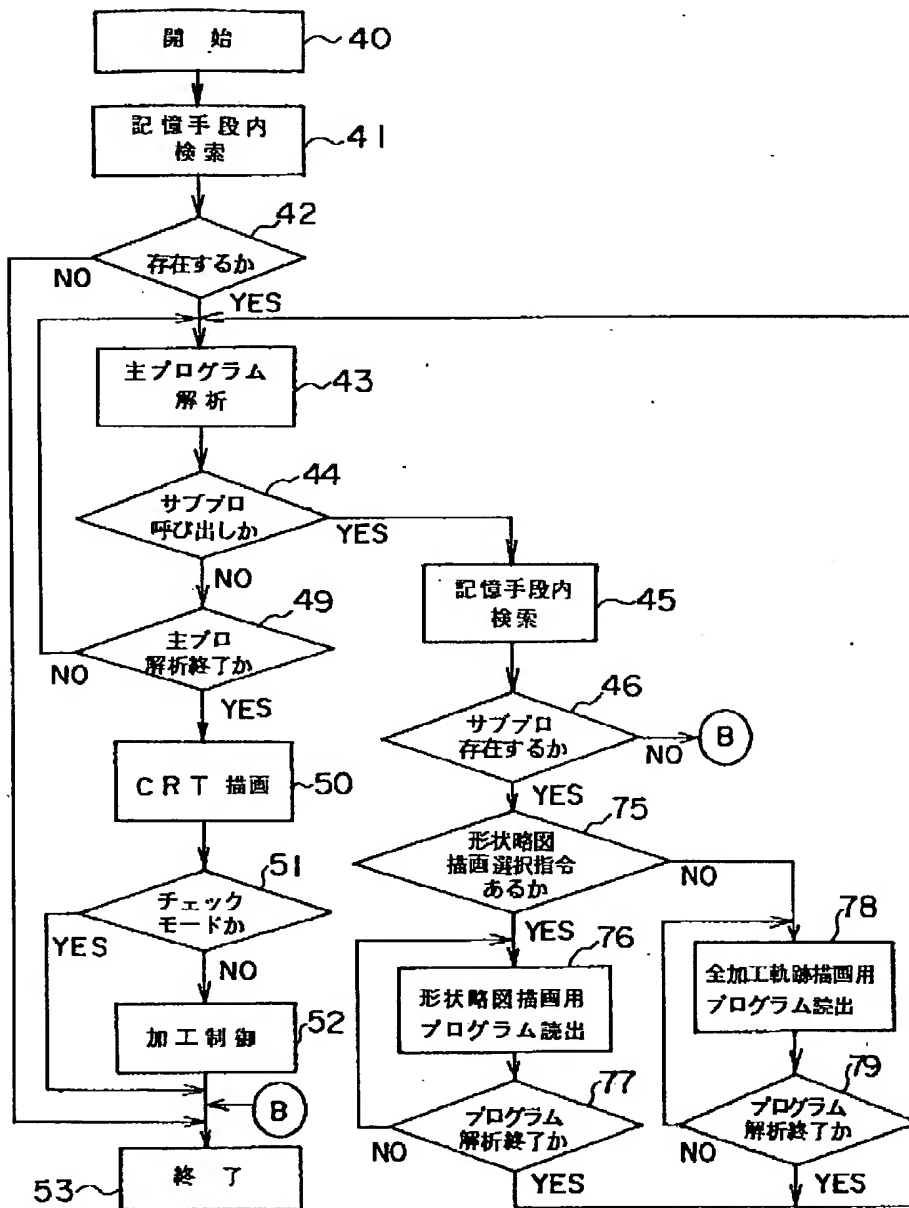 開 始
40
記憶手段内
検索
41
42
存在するか
NO
YES
主プログラム
解析
43
44
サブプロ
呼び出しか
YES
NO
49
主プロ
解析終了か
NO
YES
記憶手段内
検索
45
46
サブプロ
存在するか
NO
B
YES
CRT 描画
50
75
形状略図
描画選択指令
あるか
NO
YES
51
チェック
モードか
YES
NO
76
形状略図描画用
プログラム読出
78
全加工軌跡描画用
プログラム読出
加工制御
52
B
77
プログラム
解析終了か
NO
YES
79
プログラム
解析終了か
NO
YES
終 了
53